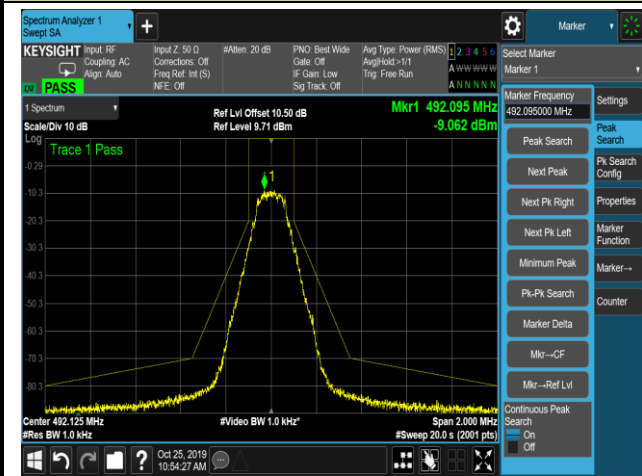 Spectrum Analyzer 1
Swept SA
Marker
KEYSIGHT
Input: RF
Coupling: AC
Align: Auto
Input Z: 50 Ω
Corrections: Off
Freq Ref: Int (S)
NFE: Off
#Atten: 20 dB
PNO: Best Wide
Gate: Off
IF Gain: Low
Sig Track: Off
Avg Type: Power (RMS)
Avg|Hold:>1/1
Trig: Free Run
1 2 3 4 5 6
A W W W W W
A N N N N N
PASS
Select Marker
Marker 1
1 Spectrum
Scale/Div 10 dB
Ref Lvl Offset 10.50 dB
Ref Level 9.71 dBm
Mkr1 492.095 MHz
-9.062 dBm
Log
Trace 1 Pass
1
-0.29
-10.3
-20.3
-30.3
-40.3
-50.3
-60.3
-70.3
-80.3
Center 492.125 MHz
#Res BW 1.0 kHz
#Video BW 1.0 kHz*
Span 2.000 MHz
#Sweep 20.0 s (2001 pts)
Marker Frequency
492.095000 MHz
Peak Search
Next Peak
Next Pk Right
Next Pk Left
Minimum Peak
Pk-Pk Search
Marker Delta
Mkr→CF
Mkr→Ref Lvl
Continuous Peak
Search
On
Off
Settings
Peak
Search
Pk Search
Config
Properties
Marker
Function
Marker→
Counter
Oct 25, 2019
10:54:27 AM